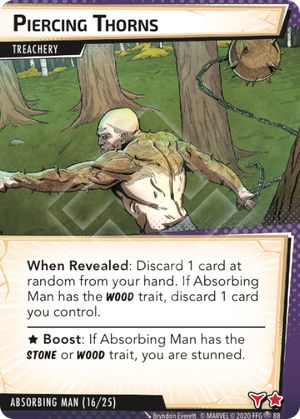 PIERCING THORNS
TREACHERY
When Revealed: Discard 1 card at
random from your hand. If Absorbing
Man has the WOOD trait, discard 1 card
you control.
★ Boost: If Absorbing Man has the
STONE or WOOD trait, you are stunned.
ABSORBING MAN (16/25)
Bryndon Everett © MARVEL © 2020 FFG 88